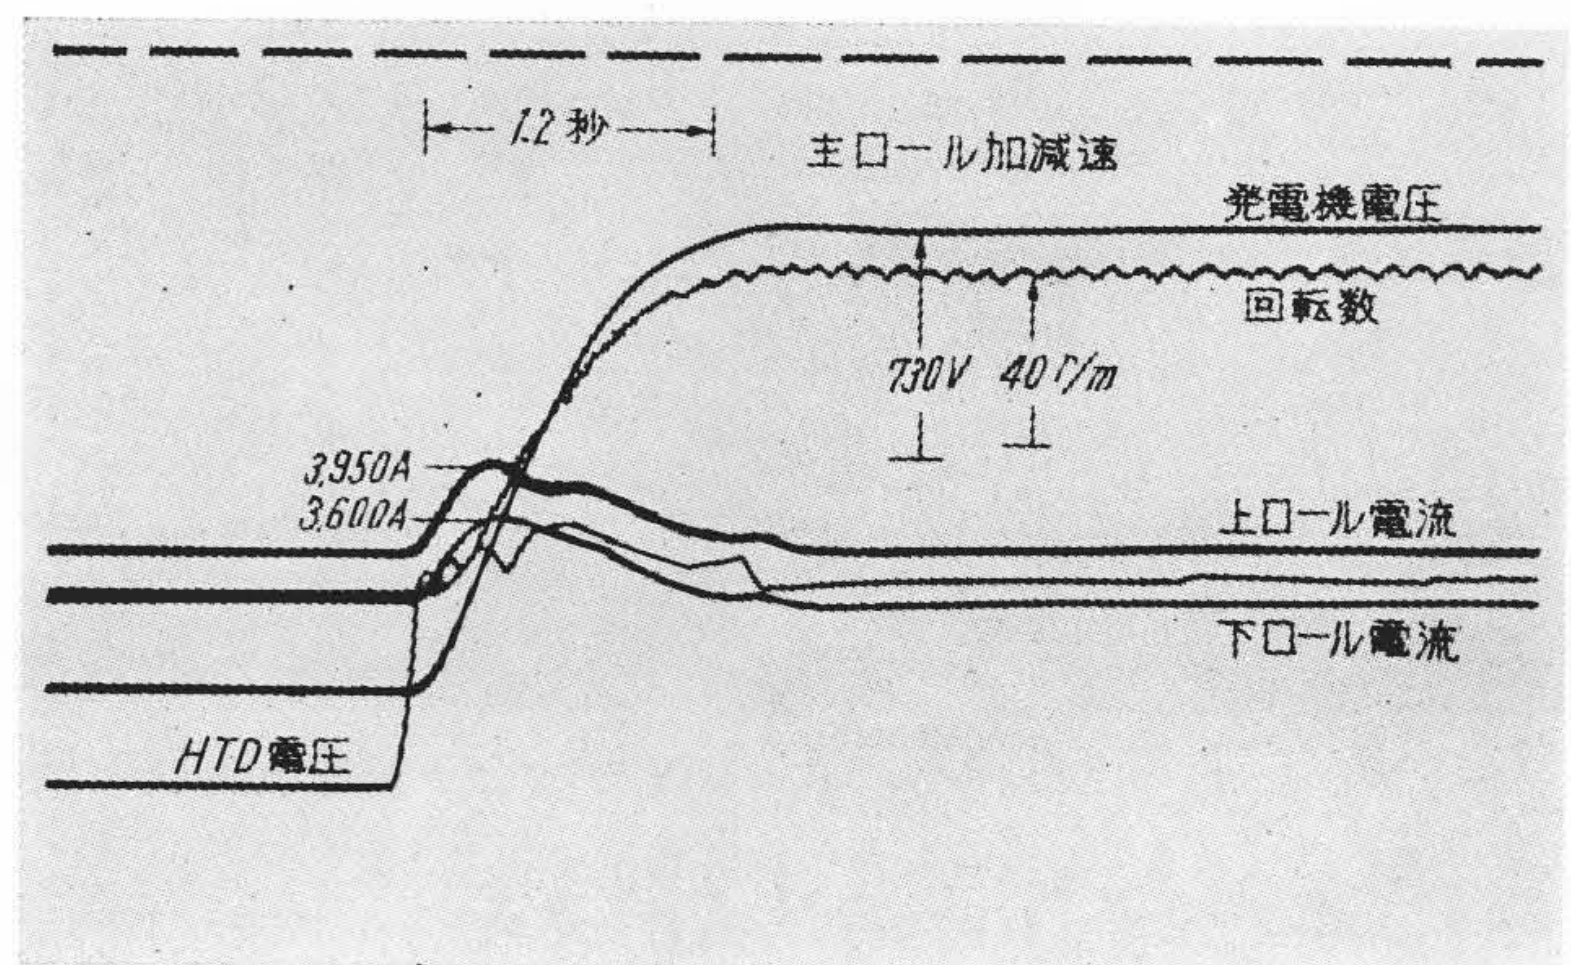 1.2秒
主ロール加減速
発電機電圧
回転数
730V 40r/m
3,950A
3,600A
上ロール電流
下ロール電流
HTD電圧